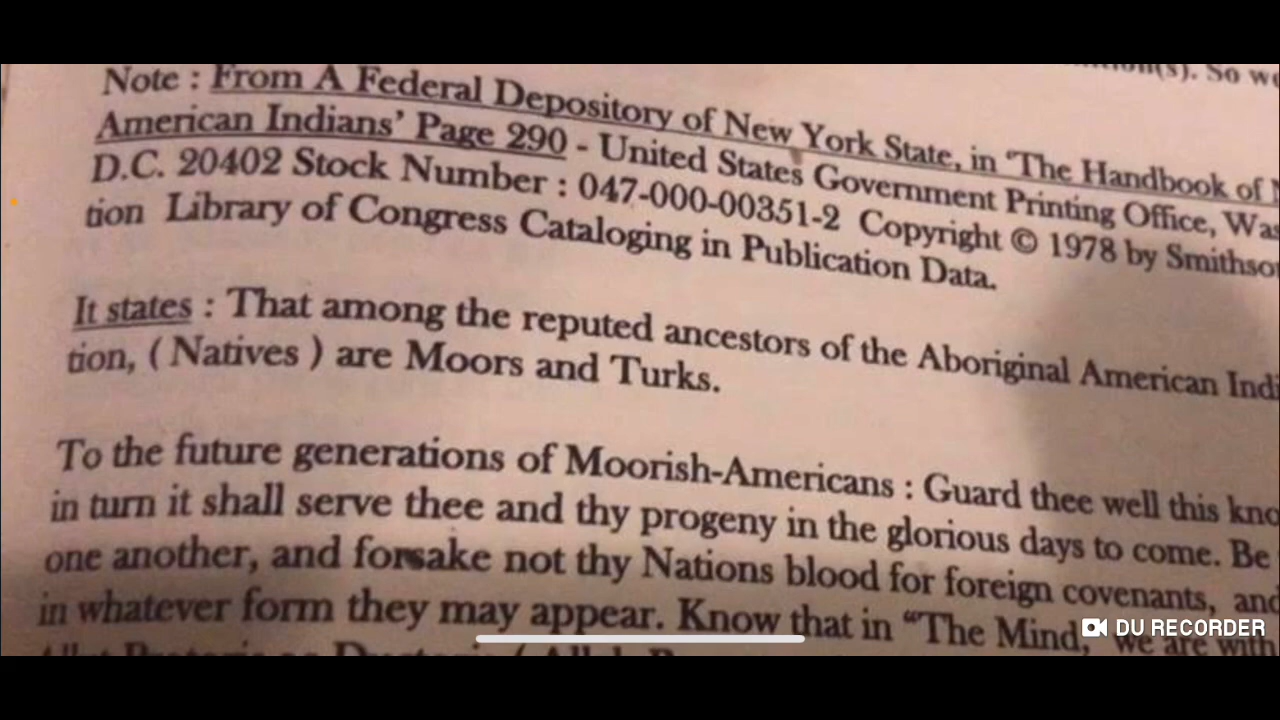 Note : From A Federal Depository of New York State, in 'The Handbook of
American Indians' Page 290 - United States Government Printing Office, Was
D.C. 20402 Stock Number : 047-000-00351-2 Copyright © 1978 by Smithso
tion Library of Congress Cataloging in Publication Data.
It states : That among the reputed ancestors of the Aboriginal American Indi
tion, ( Natives ) are Moors and Turks.
To the future generations of Moorish-Americans : Guard thee well this kno
in turn it shall serve thee and thy progeny in the glorious days to come. Be
one another, and forsake not thy Nations blood for foreign covenants, and
in whatever form they may appear. Know that in "The Mind," we are with
DU RECORDER